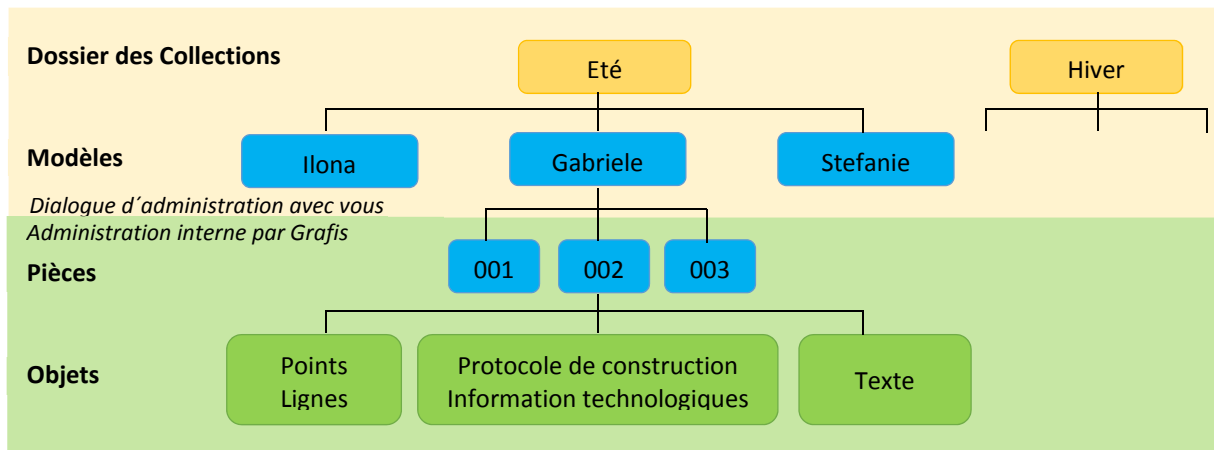 Dossier des Collections
Eté
Hiver
Modèles
Ilona
Gabriele
Stefanie
Dialogue d´administration avec vous
Administration interne par Grafis
Pièces
001
002
003
Objets
Points
Lignes
Protocole de construction
Information technologiques
Texte